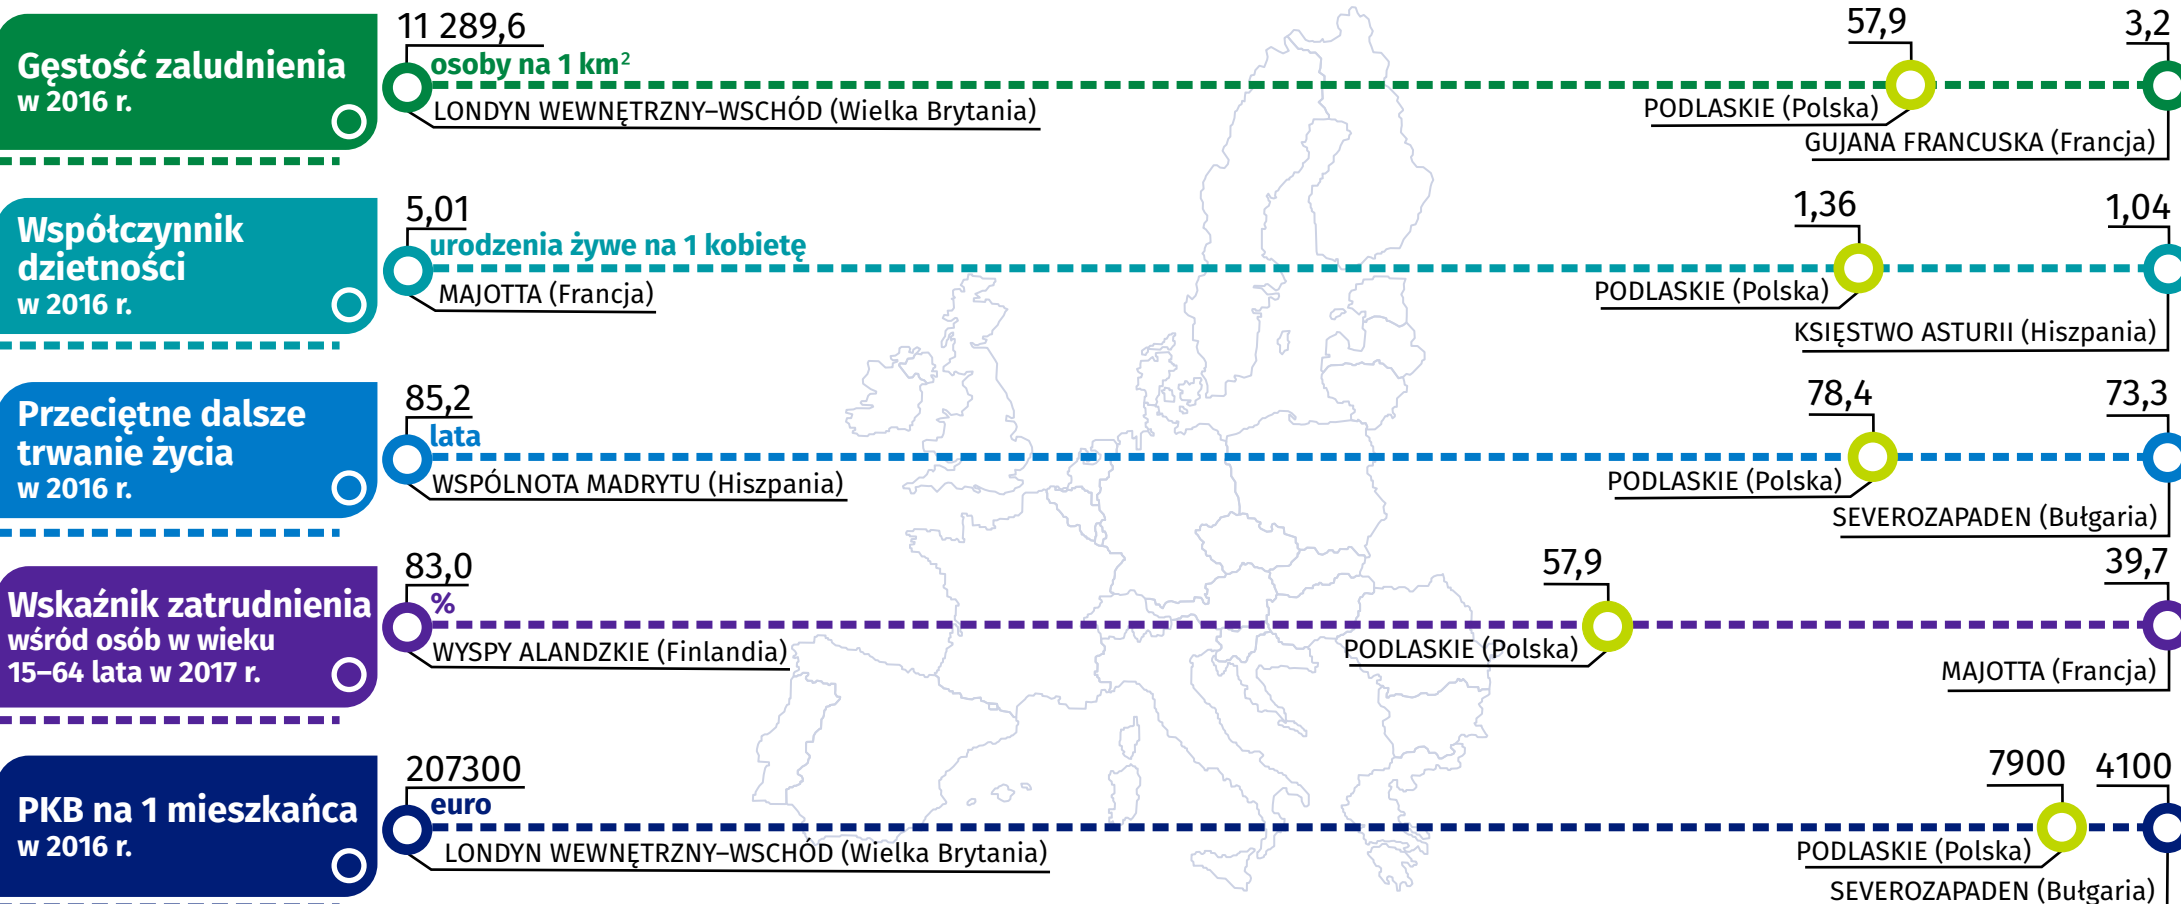 Gęstość zaludnienia
w 2016 r.
11 289,6
osoby na 1 km²
LONDYN WEWNĘTRZNY–WSCHÓD (Wielka Brytania)
57,9
PODLASKIE (Polska)
3,2
GUJANA FRANCUSKA (Francja)
Współczynnik
dzietności
w 2016 r.
5,01
urodzenia żywe na 1 kobietę
MAJOTTA (Francja)
1,36
PODLASKIE (Polska)
1,04
KSIĘSTWO ASTURII (Hiszpania)
Przeciętne dalsze
trwanie życia
w 2016 r.
85,2
lata
WSPÓLNOTA MADRYTU (Hiszpania)
78,4
PODLASKIE (Polska)
73,3
SEVEROZAPADEN (Bułgaria)
Wskaźnik zatrudnienia
wśród osób w wieku
15–64 lata w 2017 r.
83,0
%
WYSPY ALANDZKIE (Finlandia)
57,9
PODLASKIE (Polska)
39,7
MAJOTTA (Francja)
PKB na 1 mieszkańca
w 2016 r.
207300
euro
LONDYN WEWNĘTRZNY–WSCHÓD (Wielka Brytania)
7900
PODLASKIE (Polska)
4100
SEVEROZAPADEN (Bułgaria)